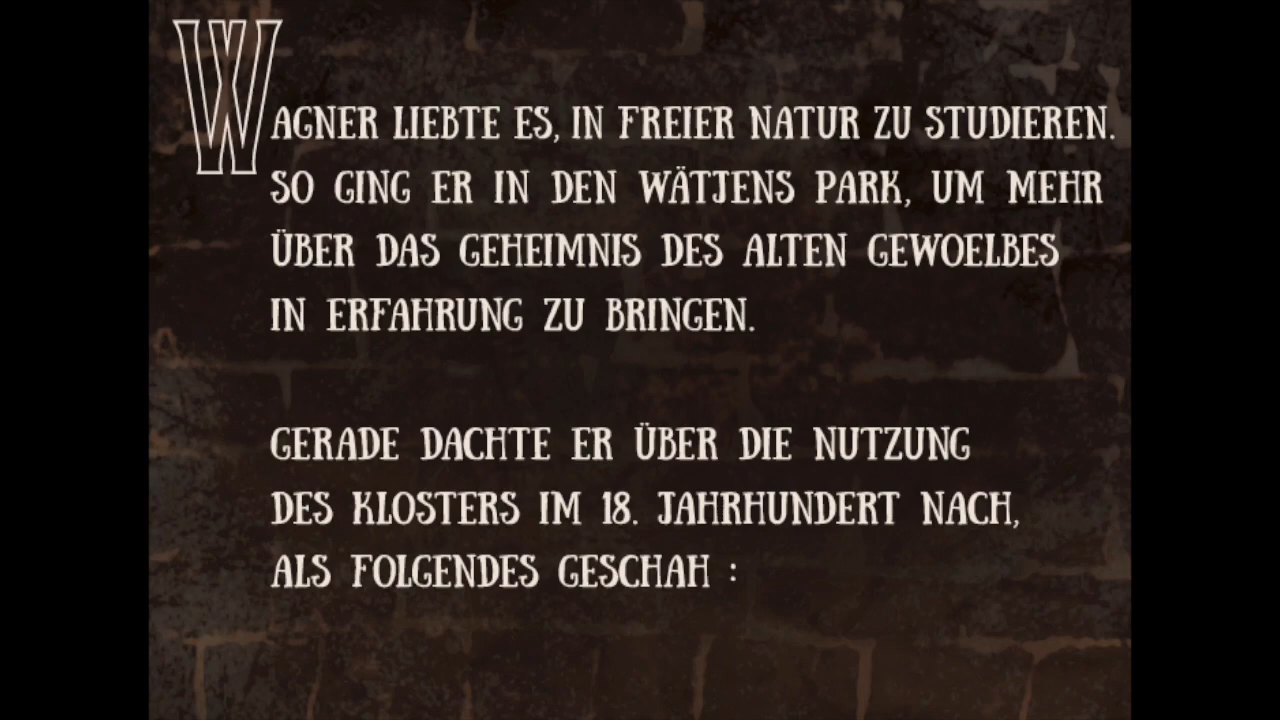 WAGNER LIEBTE ES, IN FREIER NATUR ZU STUDIEREN.
SO GING ER IN DEN WÄTJENS PARK, UM MEHR
ÜBER DAS GEHEIMNIS DES ALTEN GEWOELBES
IN ERFAHRUNG ZU BRINGEN.
GERADE DACHTE ER ÜBER DIE NUTZUNG
DES KLOSTERS IM 18. JAHRHUNDERT NACH,
ALS FOLGENDES GESCHAH :